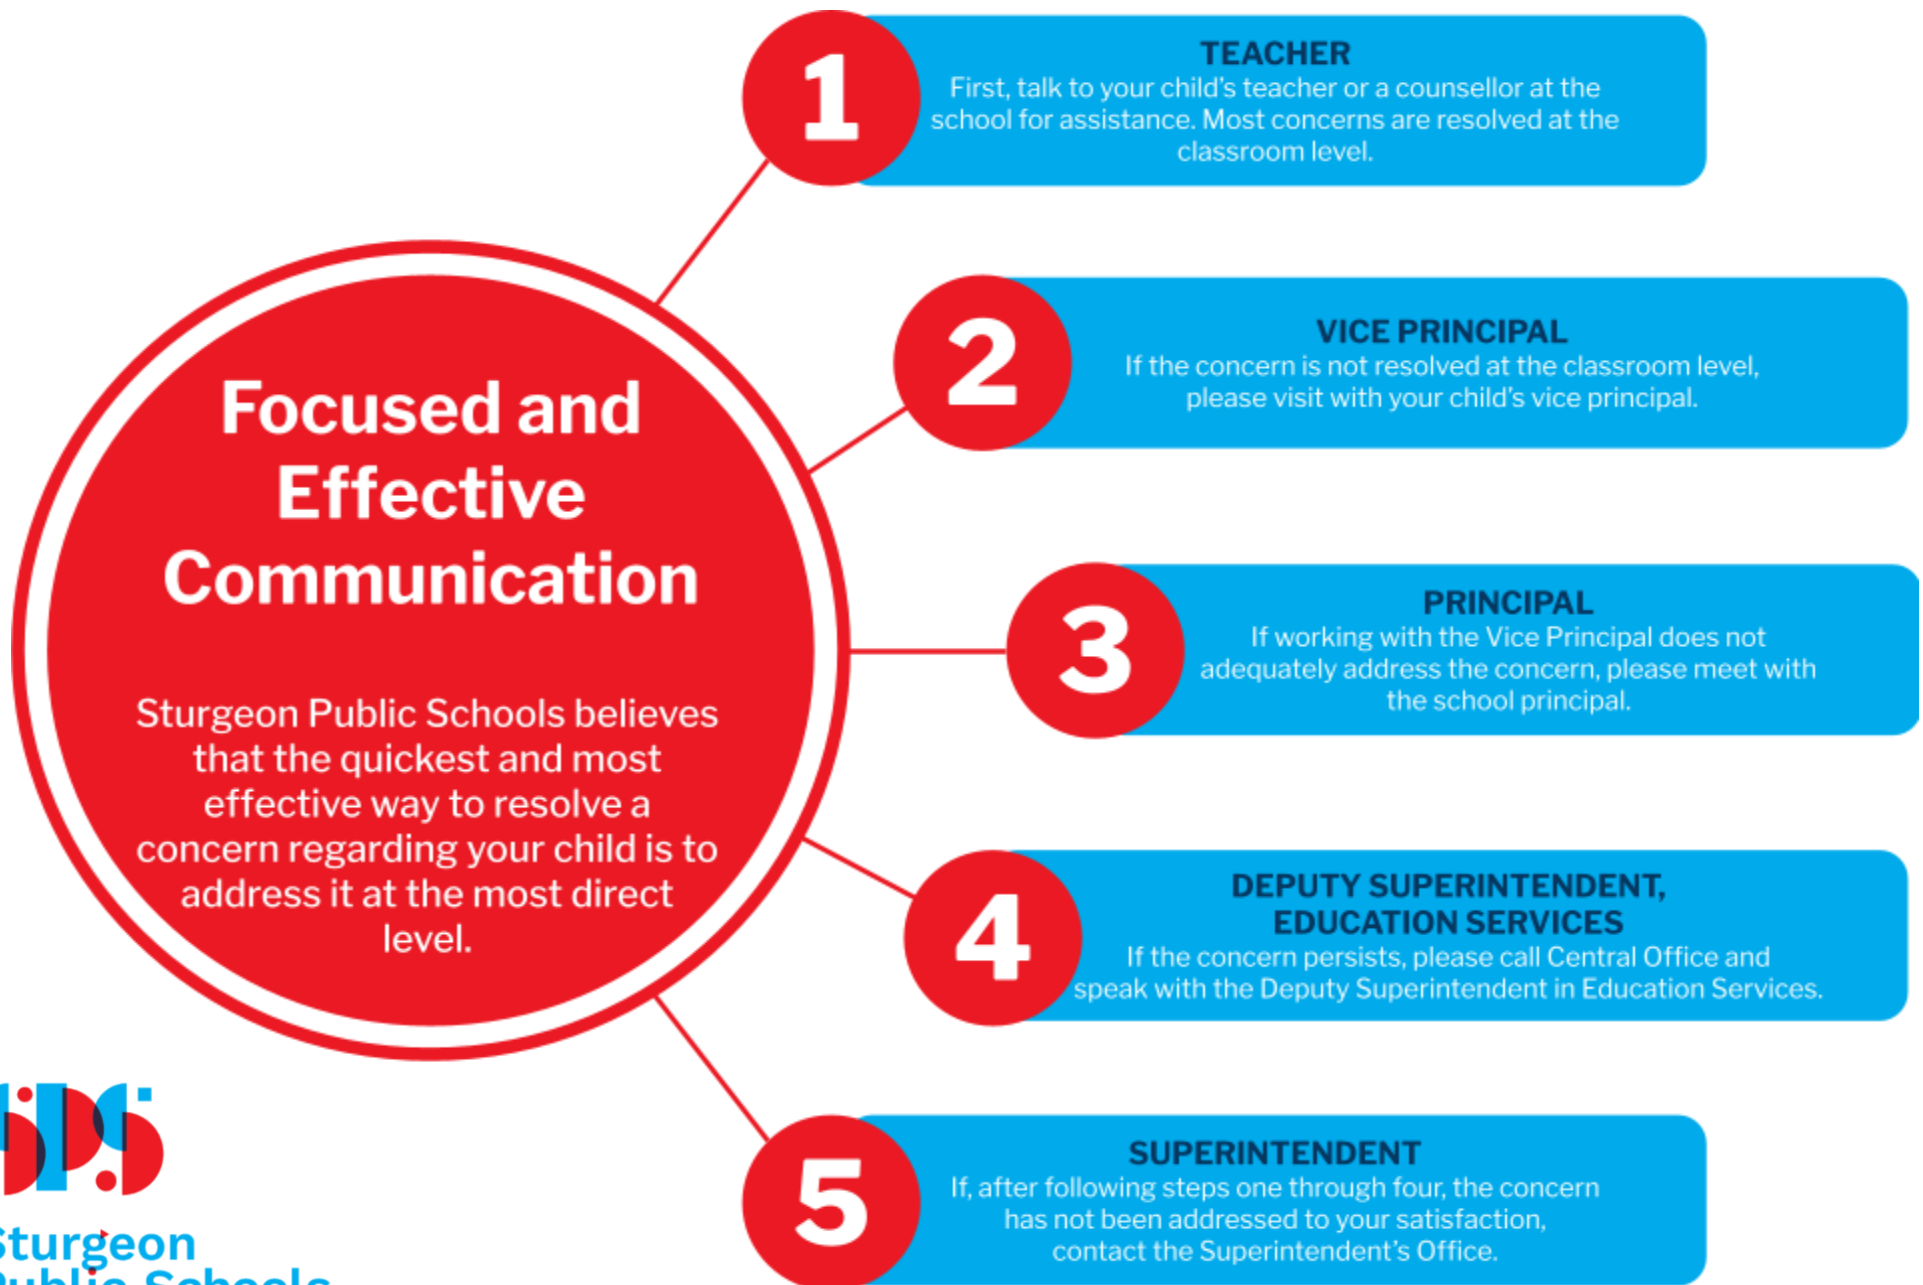 Focused and
Effective
Communication
Sturgeon Public Schools believes
that the quickest and most
effective way to resolve a
concern regarding your child is to
address it at the most direct
level.
1
TEACHER
First, talk to your child's teacher or a counsellor at the
school for assistance. Most concerns are resolved at the
classroom level.
2
VICE PRINCIPAL
If the concern is not resolved at the classroom level,
please visit with your child's vice principal.
3
PRINCIPAL
If working with the Vice Principal does not
adequately address the concern, please meet with
the school principal.
4
DEPUTY SUPERINTENDENT,
EDUCATION SERVICES
If the concern persists, please call Central Office and
speak with the Deputy Superintendent in Education Services.
5
SUPERINTENDENT
If, after following steps one through four, the concern
has not been addressed to your satisfaction,
contact the Superintendent's Office.
SPS
Sturgeon
Public Schools